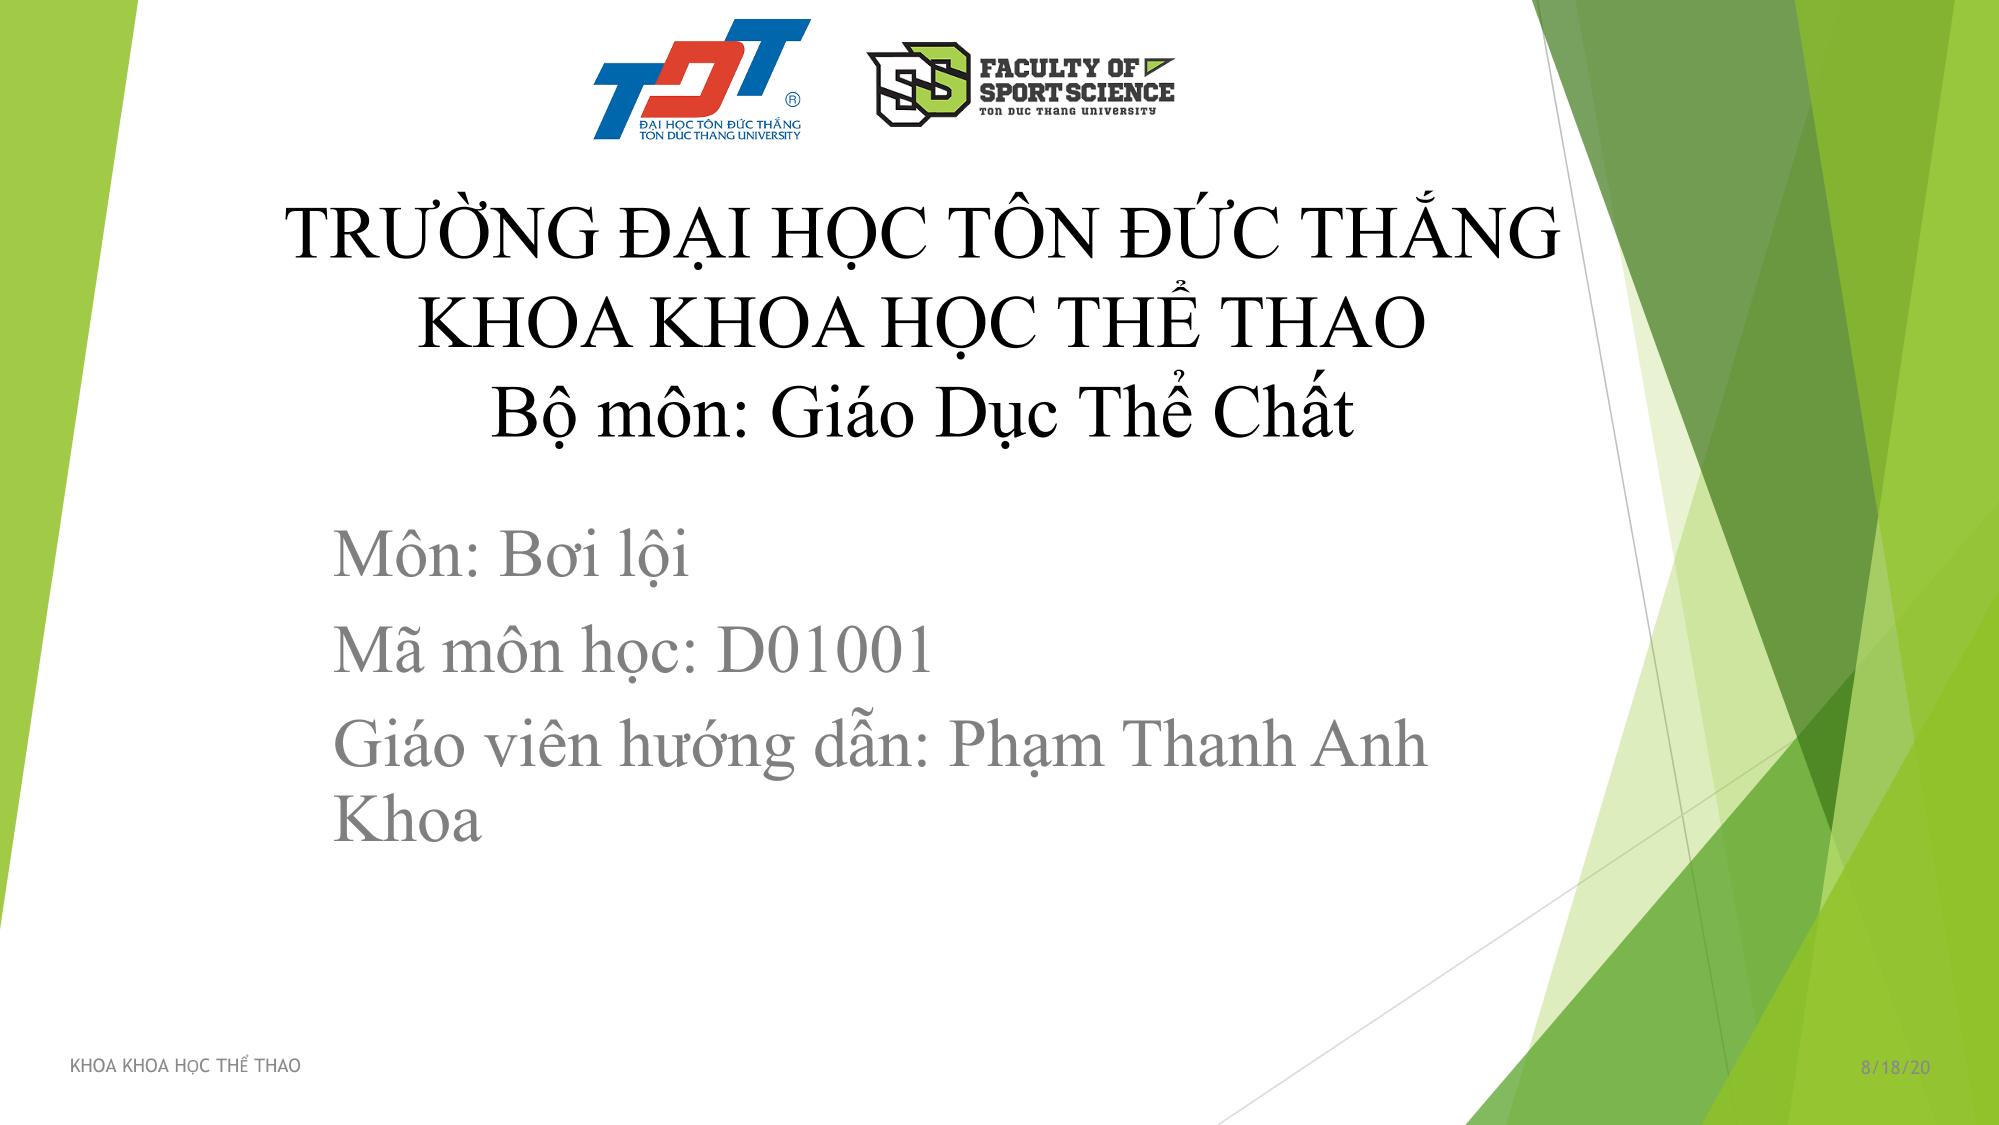 TDT
®
ĐẠI HỌC TÔN ĐỨC THẮNG
TON DUC THANG UNIVERSITY
SS
FACULTY OF
SPORT SCIENCE
TON DUC THANG UNIVERSITY
TRƯỜNG ĐẠI HỌC TÔN ĐỨC THẮNG
KHOA KHOA HỌC THỂ THAO
Bộ môn: Giáo Dục Thể Chất
Môn: Bơi lội
Mã môn học: D01001
Giáo viên hướng dẫn: Phạm Thanh Anh
Khoa
KHOA KHOA HỌC THỂ THAO
8/18/20